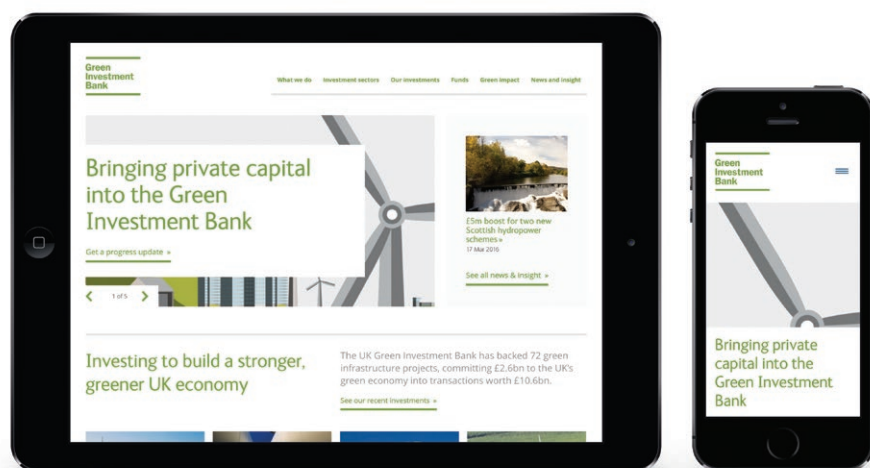 Green
Investment
Bank
What we do Investment sectors Our investments Funds Green impact News and insight
Bringing private capital
into the Green
Investment Bank
Get a progress update »
1 of 5
£5m boost for two new
Scottish hydropower
schemes »
17 Mar 2016
See all news & insight »
Investing to build a stronger,
greener UK economy
The UK Green Investment Bank has backed 72 green
infrastructure projects, committing £2.6bn to the UK's
green economy into transactions worth £10.6bn.
See our recent investments »
Green
Investment
Bank
Bringing private
capital into the
Green Investment
Bank